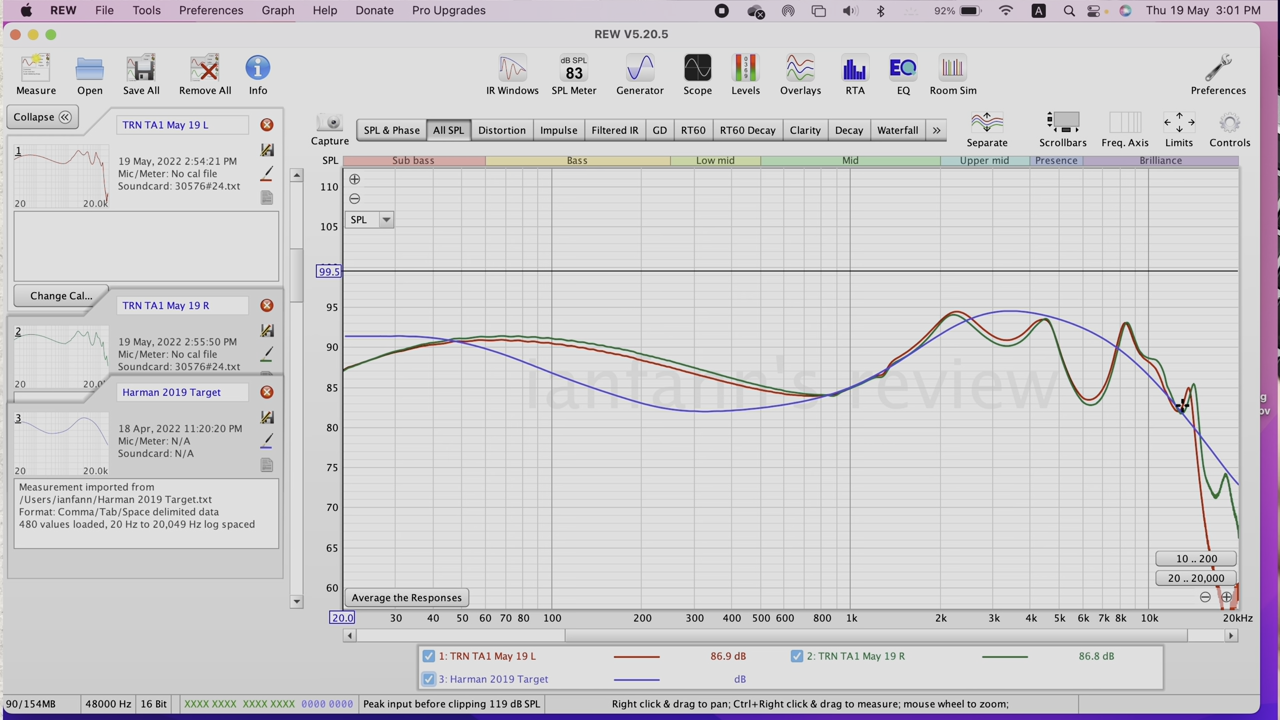 REW File Tools Preferences Graph Help Donate Pro Upgrades 92% A Thu 19 May 3:01 PM
REW V5.20.5
dB SPL
83
Measure Open Save All Remove All Info IR Windows SPL Meter Generator Scope Levels Overlays RTA EQ Room Sim Preferences
Collapse
Capture
SPL & Phase All SPL Distortion Impulse Filtered IR GD RT60 RT60 Decay Clarity Decay Waterfall »
Separate Scrollbars Freq. Axis Limits Controls
TRN TA1 May 19 L
1
19 May, 2022 2:54:21 PM
Mic/Meter: No cal file
Soundcard: 30576#24.txt
20 20.0k
Change Cal...
TRN TA1 May 19 R
2
19 May, 2022 2:55:50 PM
Mic/Meter: No cal file
Soundcard: 30576#24.txt
Harman 2019 Target
3
18 Apr, 2022 11:20:20 PM
Mic/Meter: N/A
Soundcard: N/A
20 20.0k
Measurement imported from
/Users/ianfann/Harman 2019 Target.txt
Format: Comma/Tab/Space delimited data
480 values loaded, 20 Hz to 20,049 Hz log spaced
SPL Sub bass Bass Low mid Mid Upper mid Presence Brilliance
110
SPL
105
99.5
95
90
85
80
75
70
65
60
ianfann's review
10 .. 200
20 .. 20,000
Average the Responses
20.0 30 40 50 60 70 80 100 200 300 400 500 600 800 1k 2k 3k 4k 5k 6k 7k 8k 10k 20kHz
1: TRN TA1 May 19 L 86.9 dB 2: TRN TA1 May 19 R 86.8 dB
3: Harman 2019 Target dB
90/154MB 48000 Hz 16 Bit XXXX XXXX XXXX XXXX 0000 0000 Peak input before clipping 119 dB SPL Right click & drag to pan; Ctrl+Right click & drag to measure; mouse wheel to zoom;